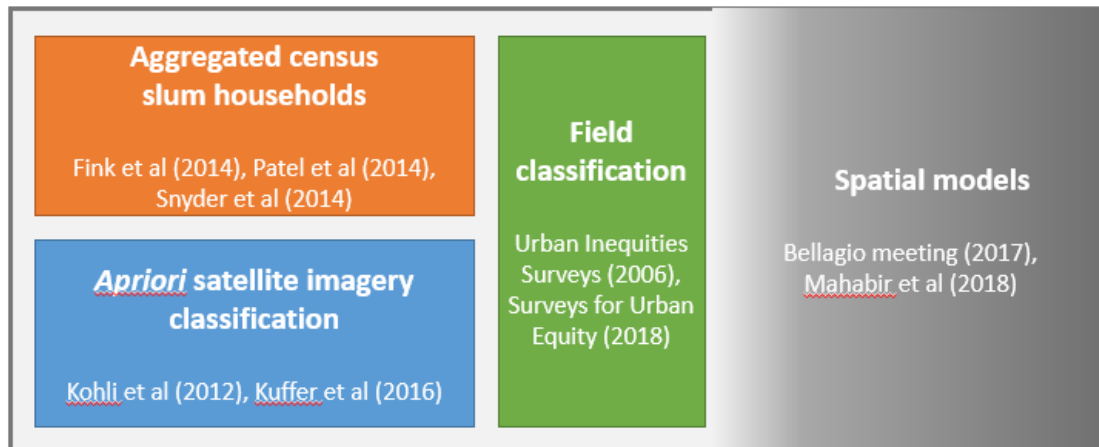 Aggregated census
slum households
Fink et al (2014), Patel et al (2014),
Snyder et al (2014)
Apriori satellite imagery
classification
Kohli et al (2012), Kuffer et al (2016)
Field
classification
Urban Inequities
Surveys (2006),
Surveys for Urban
Equity (2018)
Spatial models
Bellagio meeting (2017),
Mahabir et al (2018)